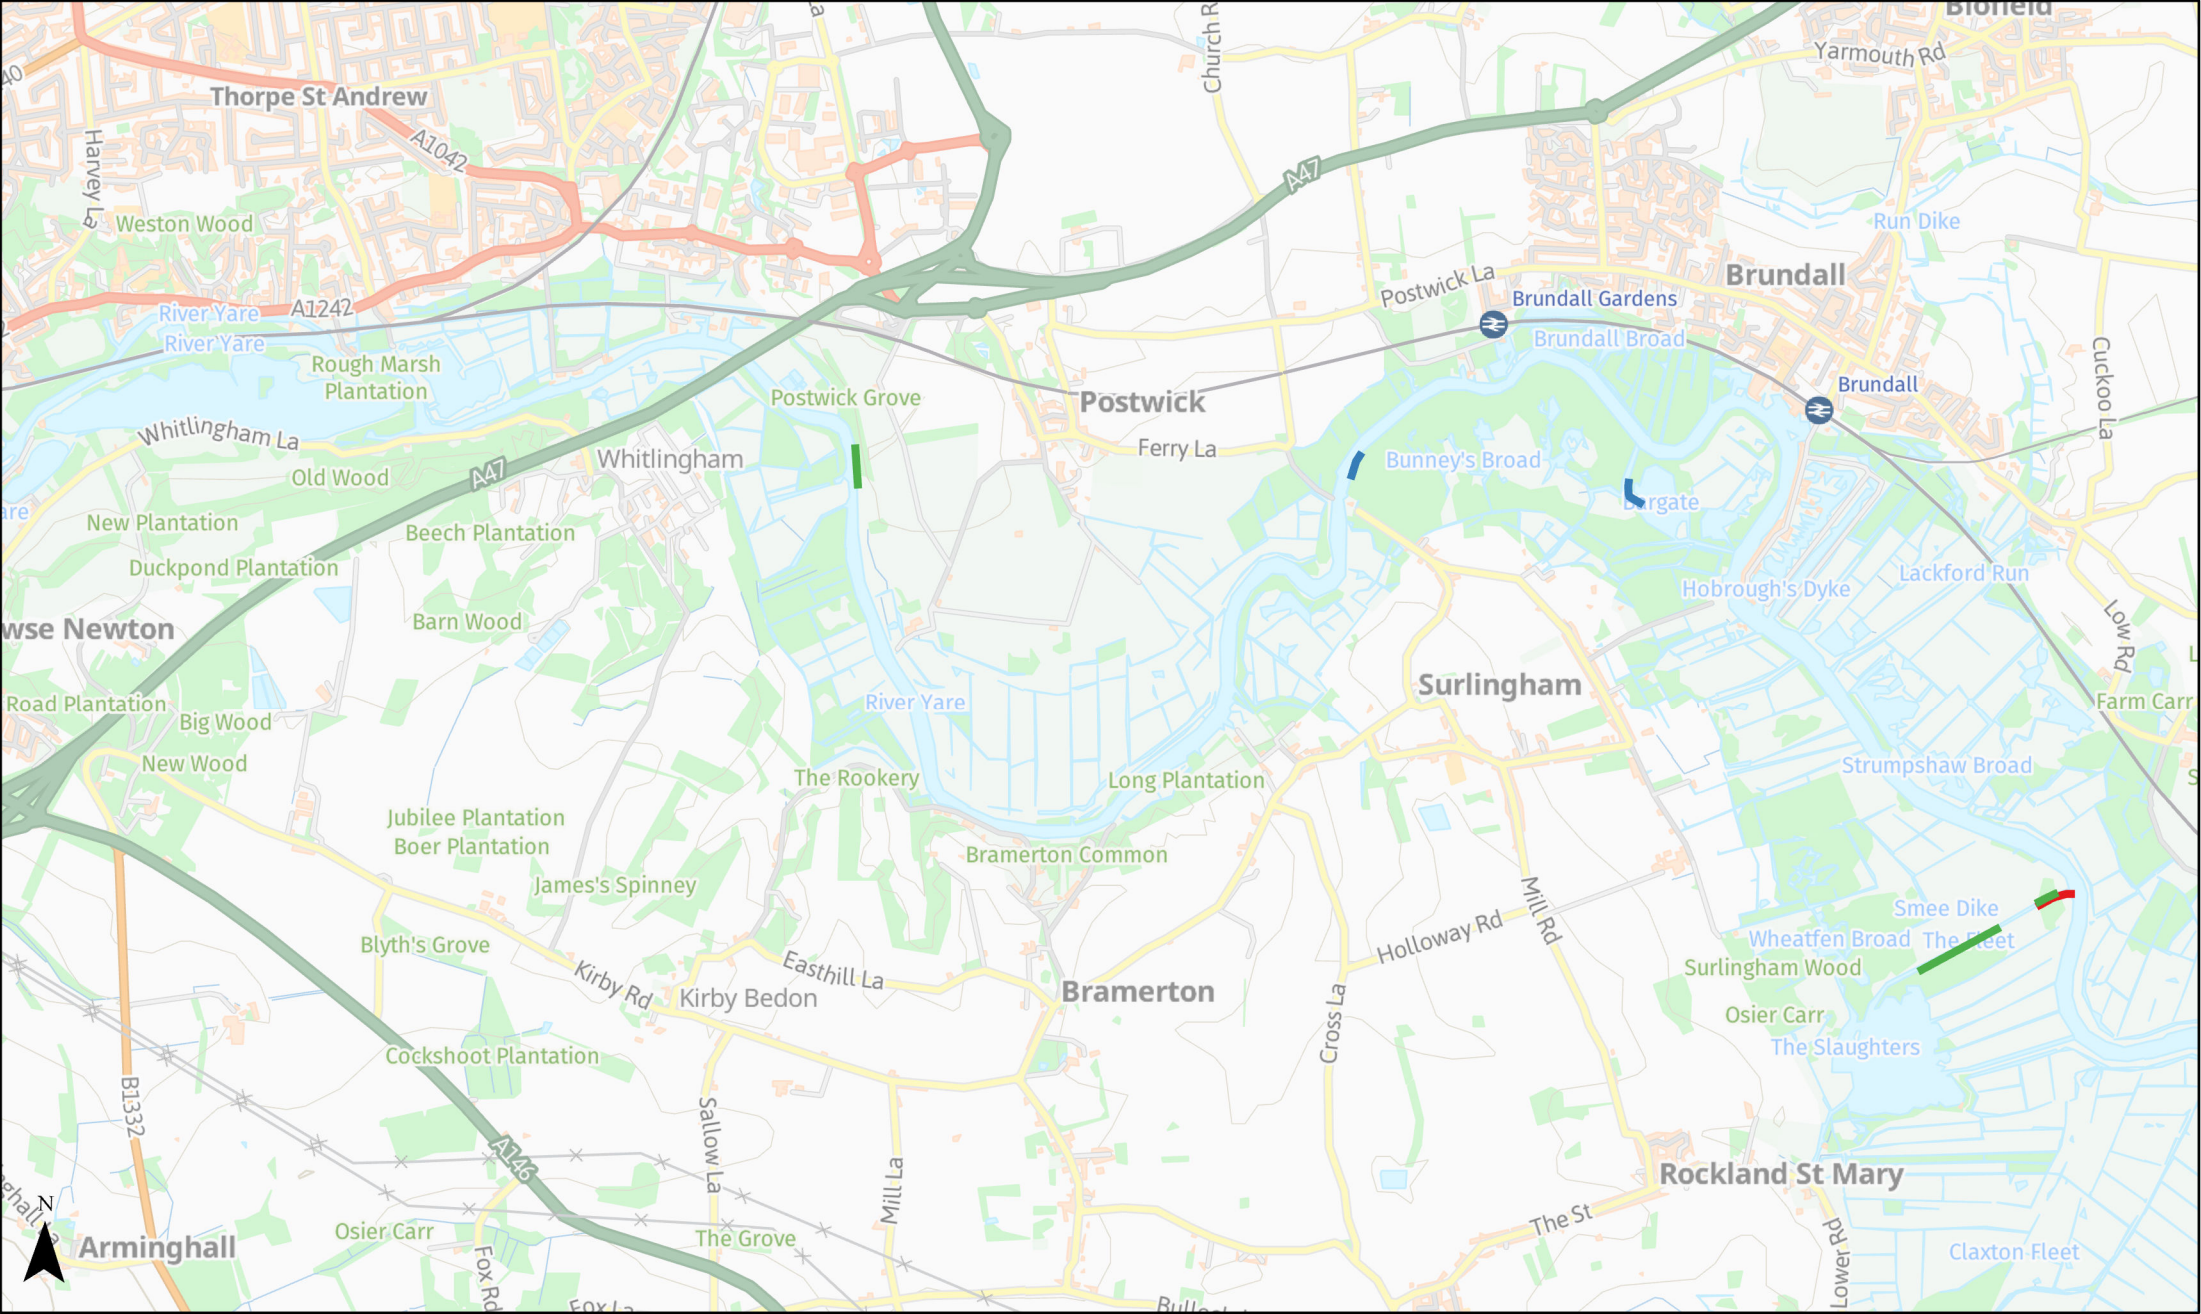 Blofield
Church R
Yarmouth Rd
Thorpe St Andrew
A1042
Harvey La
A47
Weston Wood
Run Dike
Brundall
Postwick La
Brundall Gardens
A1242
River Yare
River Yare
Brundall Broad
Rough Marsh
Plantation
Brundall
Cuckoo La
Postwick Grove
Postwick
Whitlingham La
Ferry La
Whitlingham
Bunney's Broad
Old Wood
A47
Bargate
New Plantation
Beech Plantation
Duckpond Plantation
Lackford Run
Hobrough's Dyke
Barn Wood
wse Newton
Low Rd
Surlingham
Road Plantation
River Yare
Farm Carr
Big Wood
New Wood
Strumpshaw Broad
The Rookery
Long Plantation
Jubilee Plantation
Boer Plantation
Bramerton Common
James's Spinney
Mill Rd
Smee Dike
Holloway Rd
Wheatfen Broad
The Fleet
Blyth's Grove
Surlingham Wood
Easthill La
Kirby Rd
Kirby Bedon
Bramerton
Osier Carr
Cross La
The Slaughters
Cockshoot Plantation
B1332
Sallow La
A146
Mill La
Rockland St Mary
N
The St
Osier Carr
The Grove
Arminghall
Lower Rd
Claxton Fleet
Fox Rd
Fox La